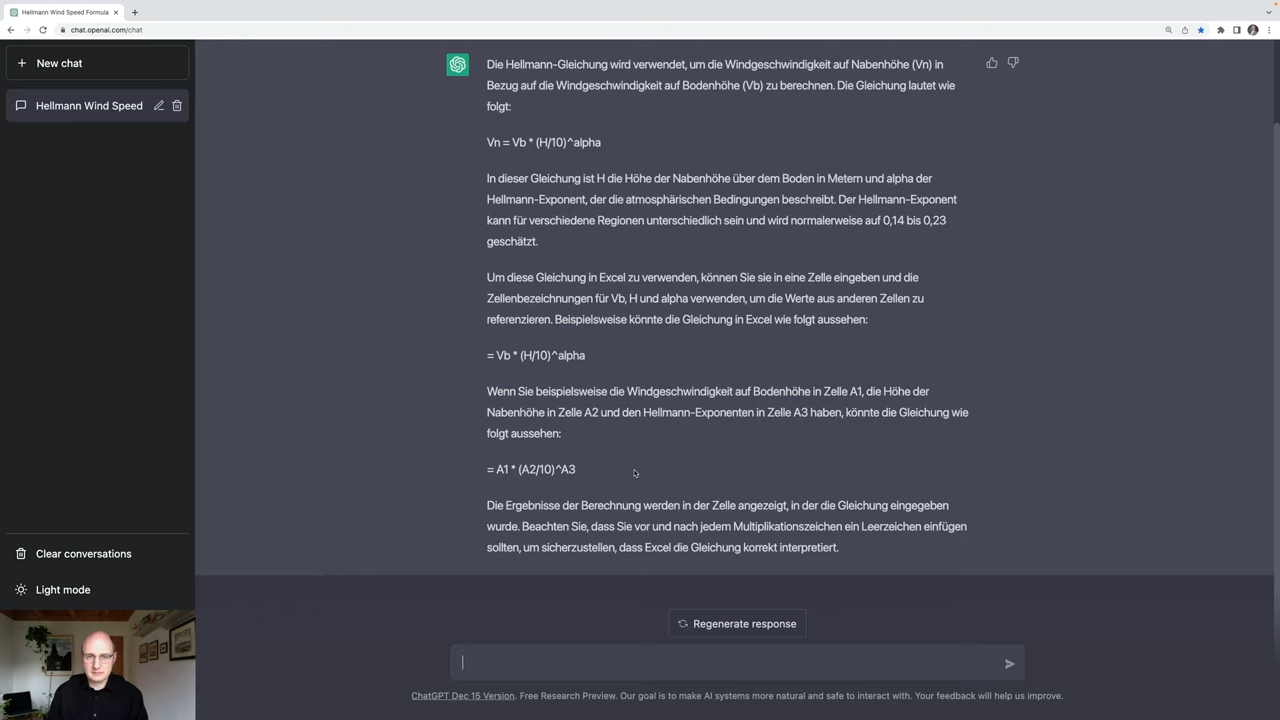 Hellmann Wind Speed Formula
chat.openai.com/chat
New chat
Hellmann Wind Speed
Die Hellmann-Gleichung wird verwendet, um die Windgeschwindigkeit auf Nabenhöhe (Vn) in
Bezug auf die Windgeschwindigkeit auf Bodenhöhe (Vb) zu berechnen. Die Gleichung lautet wie
folgt:
Vn = Vb * (H/10)^alpha
In dieser Gleichung ist H die Höhe der Nabenhöhe über dem Boden in Metern und alpha der
Hellmann-Exponent, der die atmosphärischen Bedingungen beschreibt. Der Hellmann-Exponent
kann für verschiedene Regionen unterschiedlich sein und wird normalerweise auf 0,14 bis 0,23
geschätzt.
Um diese Gleichung in Excel zu verwenden, können Sie sie in eine Zelle eingeben und die
Zellenbezeichnungen für Vb, H und alpha verwenden, um die Werte aus anderen Zellen zu
referenzieren. Beispielsweise könnte die Gleichung in Excel wie folgt aussehen:
= Vb * (H/10)^alpha
Wenn Sie beispielsweise die Windgeschwindigkeit auf Bodenhöhe in Zelle A1, die Höhe der
Nabenhöhe in Zelle A2 und den Hellmann-Exponenten in Zelle A3 haben, könnte die Gleichung wie
folgt aussehen:
= A1 * (A2/10)^A3
Die Ergebnisse der Berechnung werden in der Zelle angezeigt, in der die Gleichung eingegeben
wurde. Beachten Sie, dass Sie vor und nach jedem Multiplikationszeichen ein Leerzeichen einfügen
sollten, um sicherzustellen, dass Excel die Gleichung korrekt interpretiert.
Clear conversations
Light mode
Regenerate response
ChatGPT Dec 15 Version. Free Research Preview. Our goal is to make AI systems more natural and safe to interact with. Your feedback will help us improve.